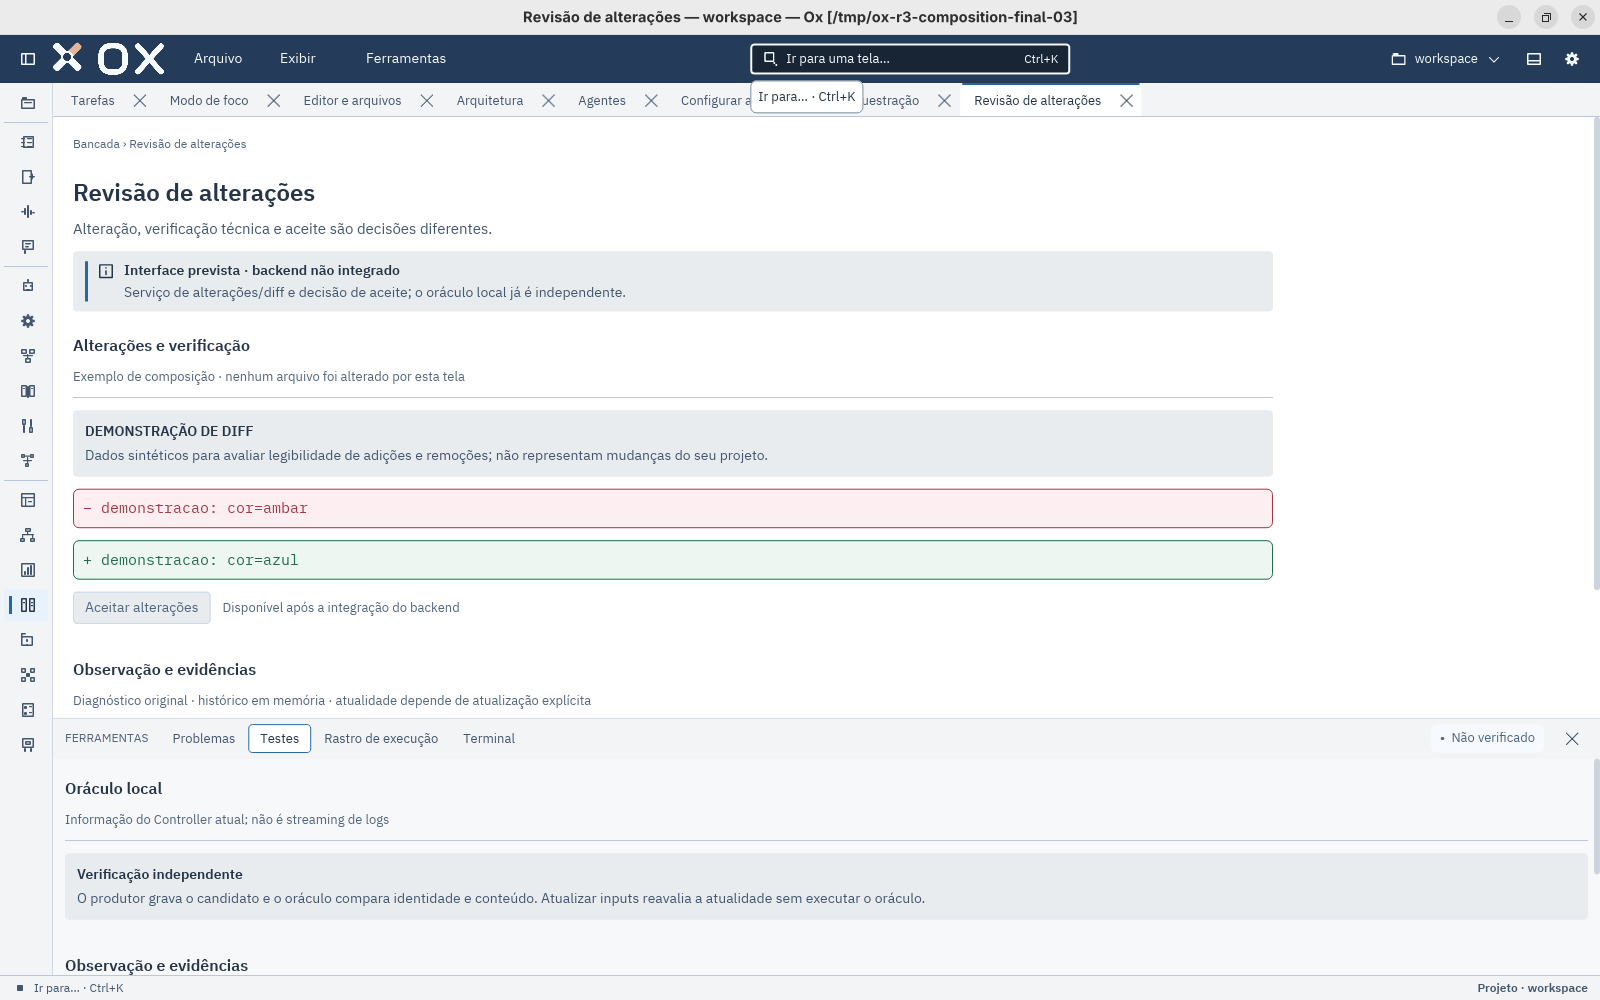 Revisão de alterações — workspace — Ox [/tmp/ox-r3-composition-final-03]
OX
Arquivo
Exibir
Ferramentas
Ir para uma tela...
Ctrl+K
workspace
Tarefas
Modo de foco
Editor e arquivos
Arquitetura
Agentes
Configurar a
Ir para... · Ctrl+K
uestração
Revisão de alterações
Bancada › Revisão de alterações
Revisão de alterações
Alteração, verificação técnica e aceite são decisões diferentes.
Interface prevista · backend não integrado
Serviço de alterações/diff e decisão de aceite; o oráculo local já é independente.
Alterações e verificação
Exemplo de composição · nenhum arquivo foi alterado por esta tela
DEMONSTRAÇÃO DE DIFF
Dados sintéticos para avaliar legibilidade de adições e remoções; não representam mudanças do seu projeto.
− demonstracao: cor=ambar
+ demonstracao: cor=azul
Aceitar alterações
Disponível após a integração do backend
Observação e evidências
Diagnóstico original · histórico em memória · atualidade depende de atualização explícita
FERRAMENTAS
Problemas
Testes
Rastro de execução
Terminal
• Não verificado
Oráculo local
Informação do Controller atual; não é streaming de logs
Verificação independente
O produtor grava o candidato e o oráculo compara identidade e conteúdo. Atualizar inputs reavalia a atualidade sem executar o oráculo.
Observação e evidências
Ir para... · Ctrl+K
Projeto · workspace